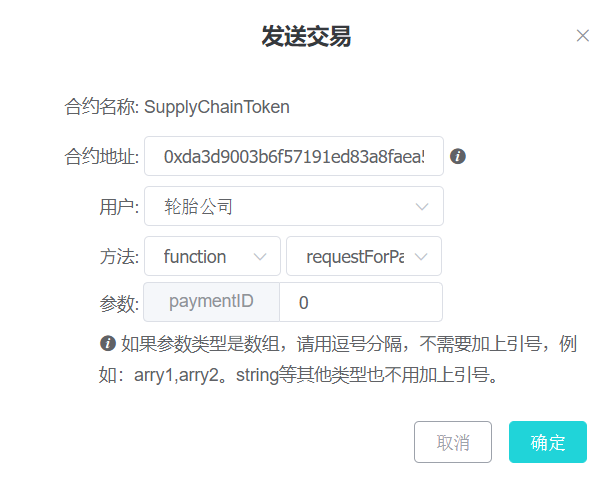 发送交易
合约名称: SupplyChainToken
合约地址: 0xda3d9003b6f57191ed83a8faea5
用户: 轮胎公司
方法: function requestForPa
参数: paymentID 0
如果参数类型是数组，请用逗号分隔，不需要加上引号，例
如：arry1,arry2。string等其他类型也不用加上引号。
取消 确定